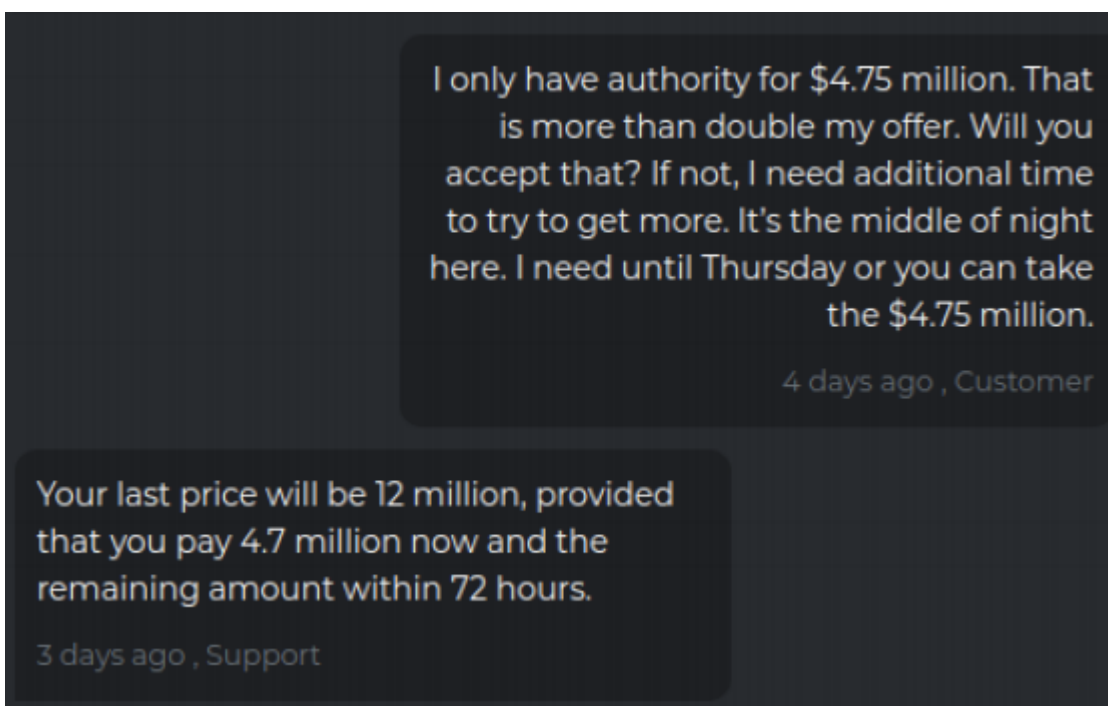 I only have authority for $4.75 million. That
is more than double my offer. Will you
accept that? If not, I need additional time
to try to get more. It’s the middle of night
here. I need until Thursday or you can take
the $4.75 million.
4 days ago , Customer
Your last price will be 12 million, provided
that you pay 4.7 million now and the
remaining amount within 72 hours.
3 days ago , Support